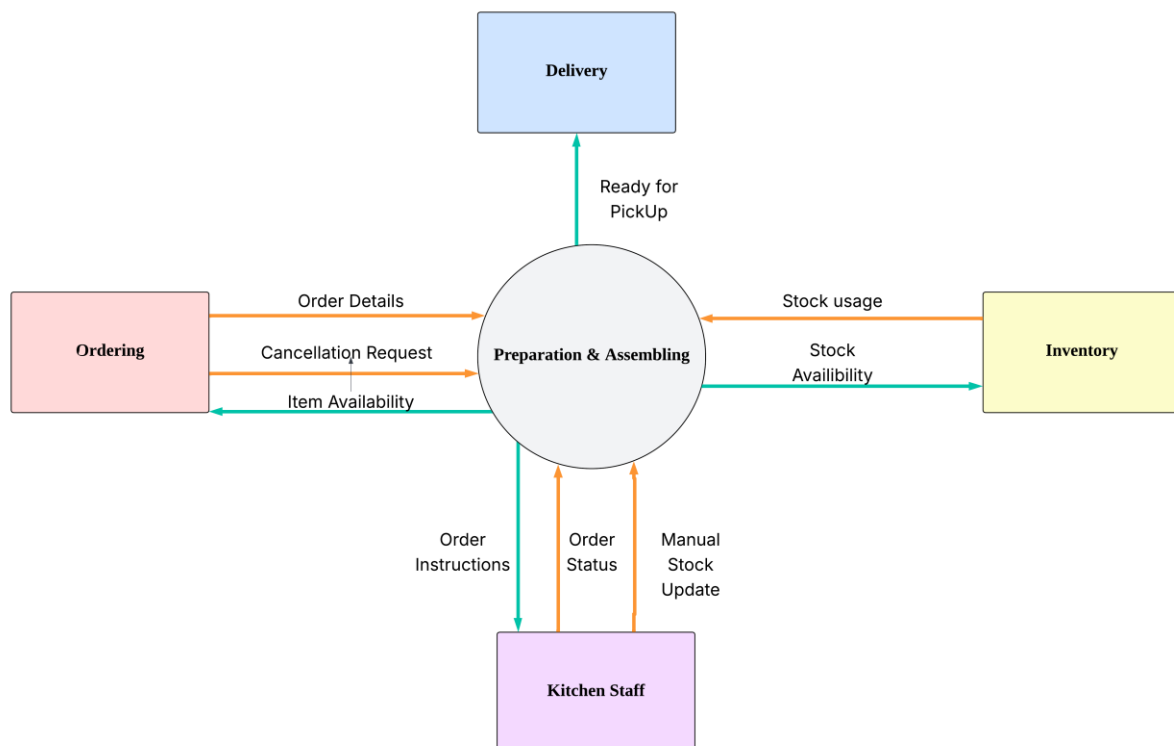 Delivery
Ready for
PickUp
Order Details
Stock usage
Ordering
Cancellation Request
Preparation & Assembling
Stock
Availibility
Inventory
Item Availability
Order
Instructions
Order
Status
Manual
Stock
Update
Kitchen Staff